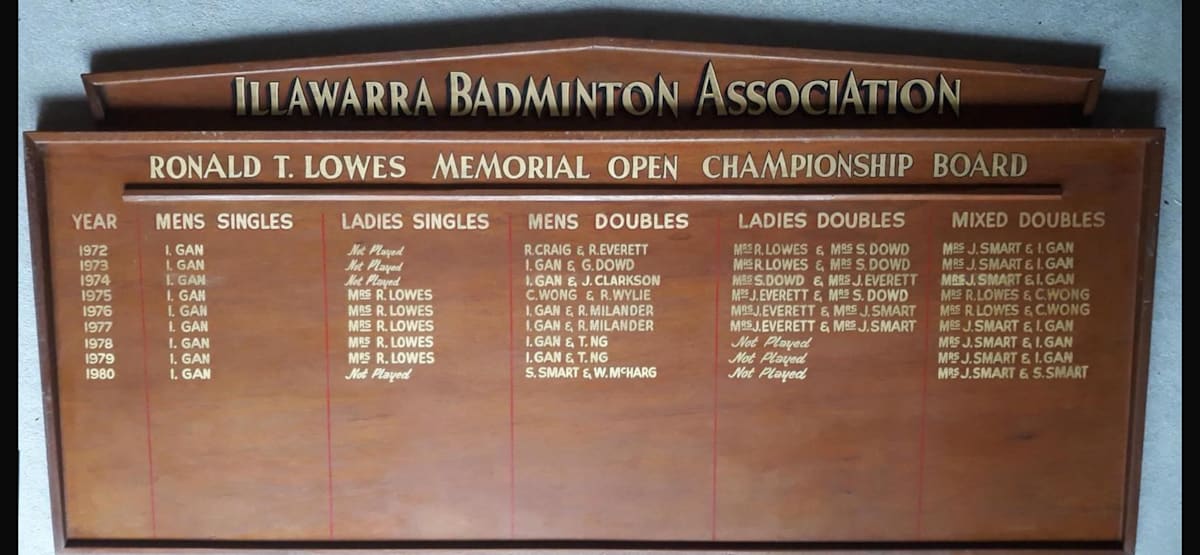 ILLAWARRA BADMINTON ASSOCIATION
RONALD T. LOWES MEMORIAL OPEN CHAMPIONSHIP BOARD
YEAR MENS SINGLES LADIES SINGLES MENS DOUBLES LADIES DOUBLES MIXED DOUBLES
1972 I. GAN Not Played R.CRAIG & R.EVERETT MRS R.LOWES & MRS S.DOWD MRS J.SMART & I.GAN
1973 I. GAN Not Played I.GAN & G.DOWD MRS R.LOWES & MRS S.DOWD MRS J.SMART & I.GAN
1974 I. GAN Not Played I.GAN & J.CLARKSON MRS S.DOWD & MRS J.EVERETT MRS J.SMART & I.GAN
1975 I. GAN MRS R.LOWES C.WONG & R.WYLIE MRS J.EVERETT & MRS S.DOWD MRS R.LOWES & C.WONG
1976 I. GAN MRS R.LOWES I.GAN & R.MILANDER MRS J.EVERETT & MRS J.SMART MRS R.LOWES & C.WONG
1977 I. GAN MRS R.LOWES I.GAN & R.MILANDER MRS J.EVERETT & MRS J.SMART MRS J.SMART & I.GAN
1978 I. GAN MRS R.LOWES I.GAN & T.NG Not Played MRS J.SMART & I.GAN
1979 I. GAN MRS R.LOWES I.GAN & T.NG Not Played MRS J.SMART & I.GAN
1980 I. GAN Not Played S.SMART & W.McHARG Not Played MRS J.SMART & S.SMART